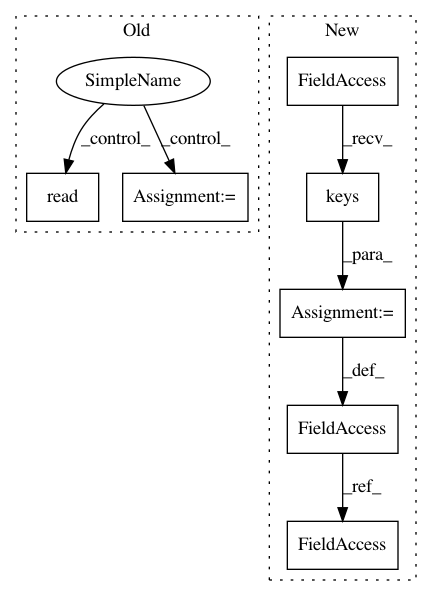 Old
New
SimpleName
FieldAccess
_control_
_control_
_recv_
read
Assignment:=
keys
_para_
Assignment:=
_def_
FieldAccess
_ref_
FieldAccess